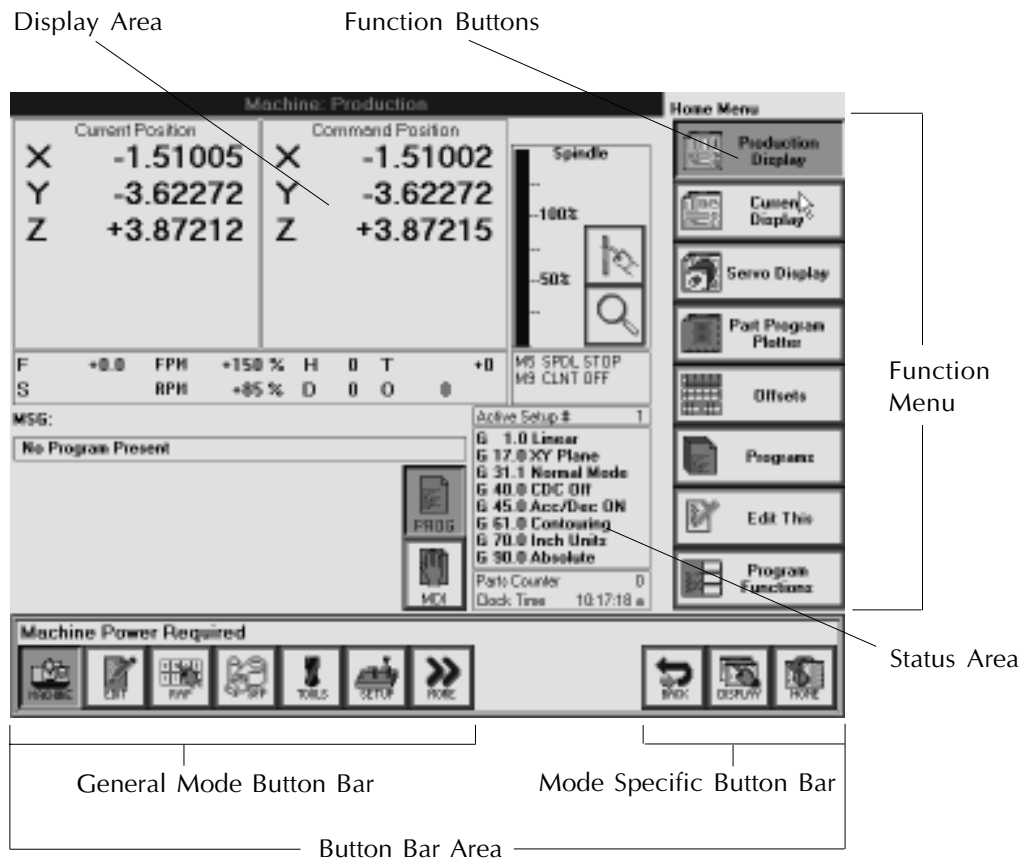 Display Area
Function Buttons
Machine: Production
Home Menu
Current Position
Command Position
X -1.51005 X -1.51002
Y -3.62272 Y -3.62272
Z +3.87212 Z +3.87215
Spindle
--100%
--50%
Production Display
Current Display
Servo Display
Part Program Plotter
Offsets
Programs
Edit This
Program Functions
Function Menu
F +0.0 FPM +150 % H 0 T +0
S RPM +85 % D 0 O 0
M5 SPDL STOP
M9 CLNT OFF
MSG:
No Program Present
Active Setup # 1
G 1.0 Linear
G 17.0 XY Plane
G 31.1 Normal Mode
G 40.0 CDC Off
G 45.0 Acc/Dec ON
G 61.0 Contouring
G 70.0 Inch Units
G 90.0 Absolute
PROG
MDI
Parts Counter 0
Clock Time 10:17:18 a
Machine Power Required
MACHINE EDIT TOOLS SETUP MORE
BACK DISPLAY HOME
Status Area
General Mode Button Bar
Mode Specific Button Bar
Button Bar Area